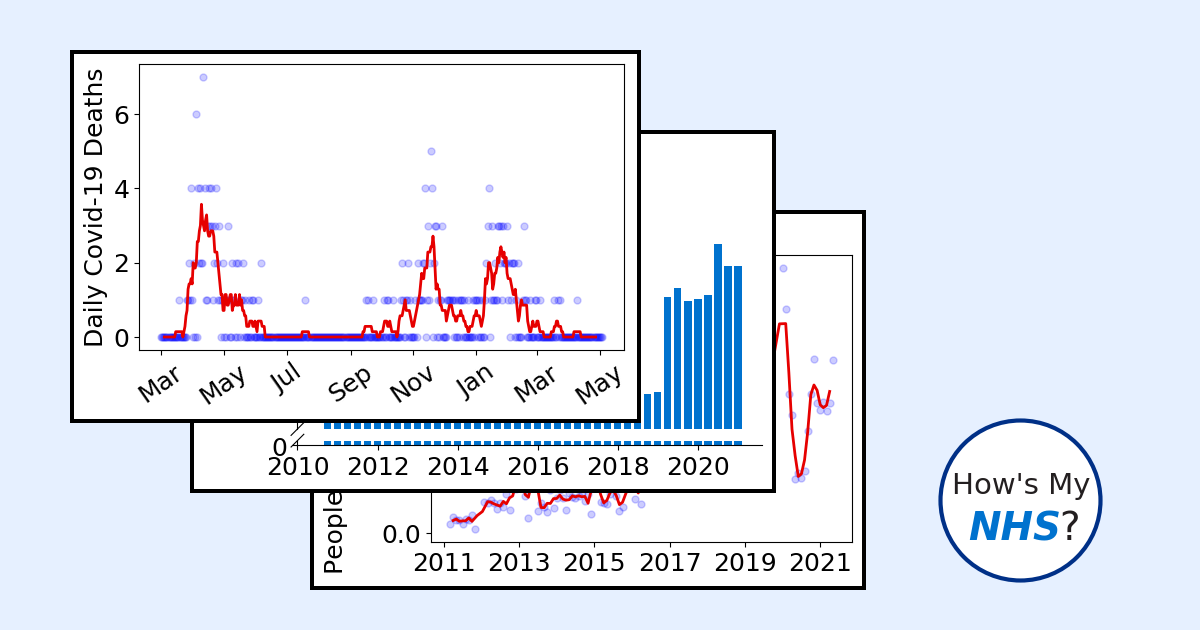 Daily Covid-19 Deaths
6
4
2
0
Mar May Jul Sep Nov Jan Mar May
0
2010 2012 2014 2016 2018 2020
People
0.0
2011 2013 2015 2017 2019 2021
How's My
NHS?